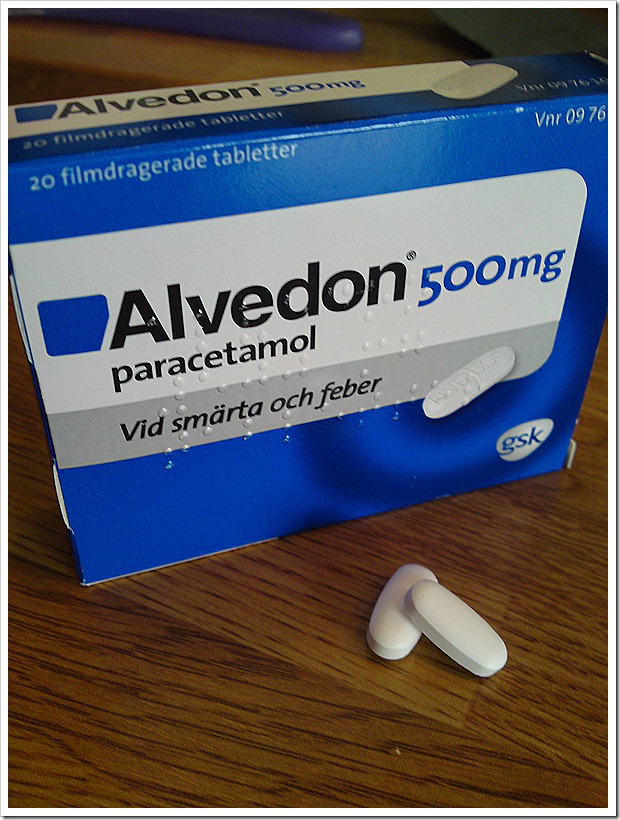 Alvedon® 500mg
20 filmdragerade tabletter
20 filmdragerade tabletter
Vnr 09 76
Alvedon® 500mg
paracetamol
Vid smärta och feber
gsk